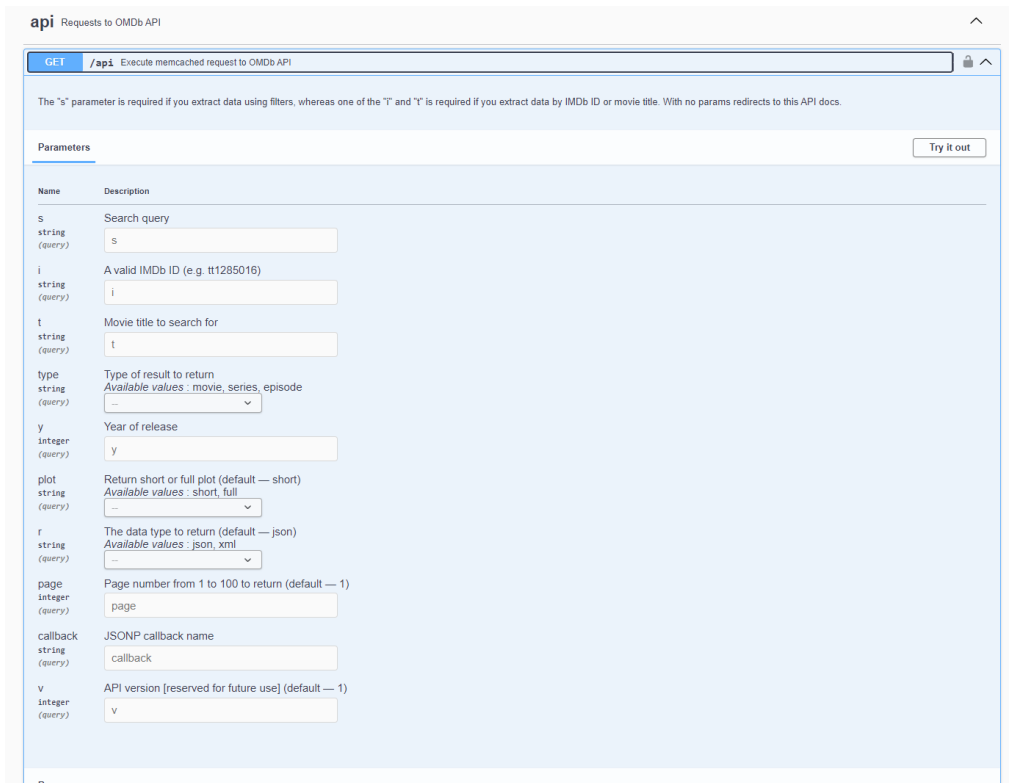 api Requests to OMDb API
GET /api Execute memcached request to OMDb API
The "s" parameter is required if you extract data using filters, whereas one of the "i" and "t" is required if you extract data by IMDb ID or movie title. With no params redirects to this API docs.
Parameters Try it out
Name Description
s Search query
string
(query) s
i A valid IMDb ID (e.g. tt1285016)
string
(query) i
t Movie title to search for
string
(query) t
type Type of result to return
string Available values : movie, series, episode
(query) --
y Year of release
integer
(query) y
plot Return short or full plot (default — short)
string Available values : short, full
(query) --
r The data type to return (default — json)
string Available values : json, xml
(query) --
page Page number from 1 to 100 to return (default — 1)
integer
(query) page
callback JSONP callback name
string
(query) callback
v API version [reserved for future use] (default — 1)
integer
(query) v